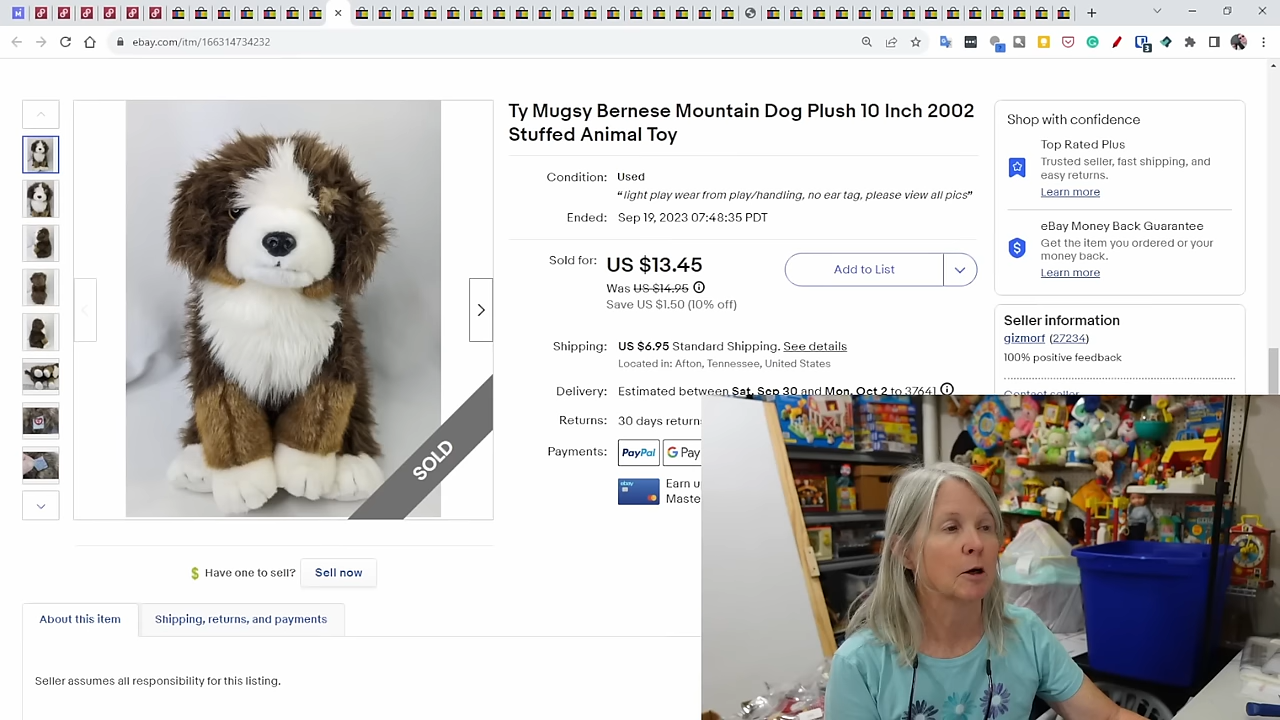 ebay.com/itm/166314734232
Ty Mugsy Bernese Mountain Dog Plush 10 Inch 2002
Stuffed Animal Toy
Condition: Used
“light play wear from play/handling, no ear tag, please view all pics”
Ended: Sep 19, 2023 07:48:35 PDT
Sold for: US $13.45
Was US $14.95
Save US $1.50 (10% off)
Add to List
Shipping: US $6.95 Standard Shipping. See details
Located in: Afton, Tennessee, United States
Delivery: Estimated between Sat, Sep 30 and Mon, Oct 2 to 37641
Returns: 30 days return
Payments: PayPal G Pay
ebay
Earn
Master
SOLD
Shop with confidence
Top Rated Plus
Trusted seller, fast shipping, and
easy returns.
Learn more
eBay Money Back Guarantee
Get the item you ordered or your
money back.
Learn more
Seller information
gizmorf (27234)
100% positive feedback
Contact seller
Have one to sell? Sell now
About this item
Shipping, returns, and payments
Seller assumes all responsibility for this listing.